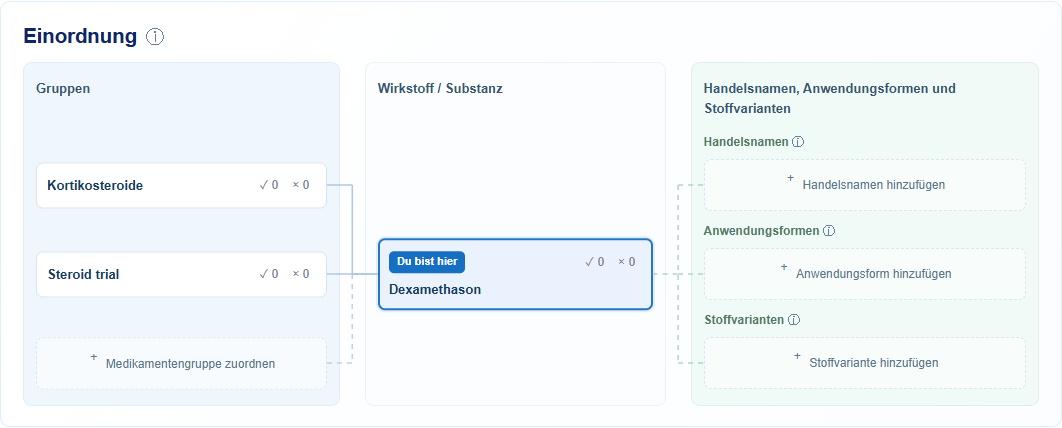 Einordnung ⓘ
Gruppen
Kortikosteroide ✓ 0 × 0
Steroid trial ✓ 0 × 0
+ Medikamentengruppe zuordnen
Wirkstoff / Substanz
Du bist hier ✓ 0 × 0
Dexamethason
Handelsnamen, Anwendungsformen und
Stoffvarianten
Handelsnamen ⓘ
+ Handelsnamen hinzufügen
Anwendungsformen ⓘ
+ Anwendungsform hinzufügen
Stoffvarianten ⓘ
+ Stoffvariante hinzufügen